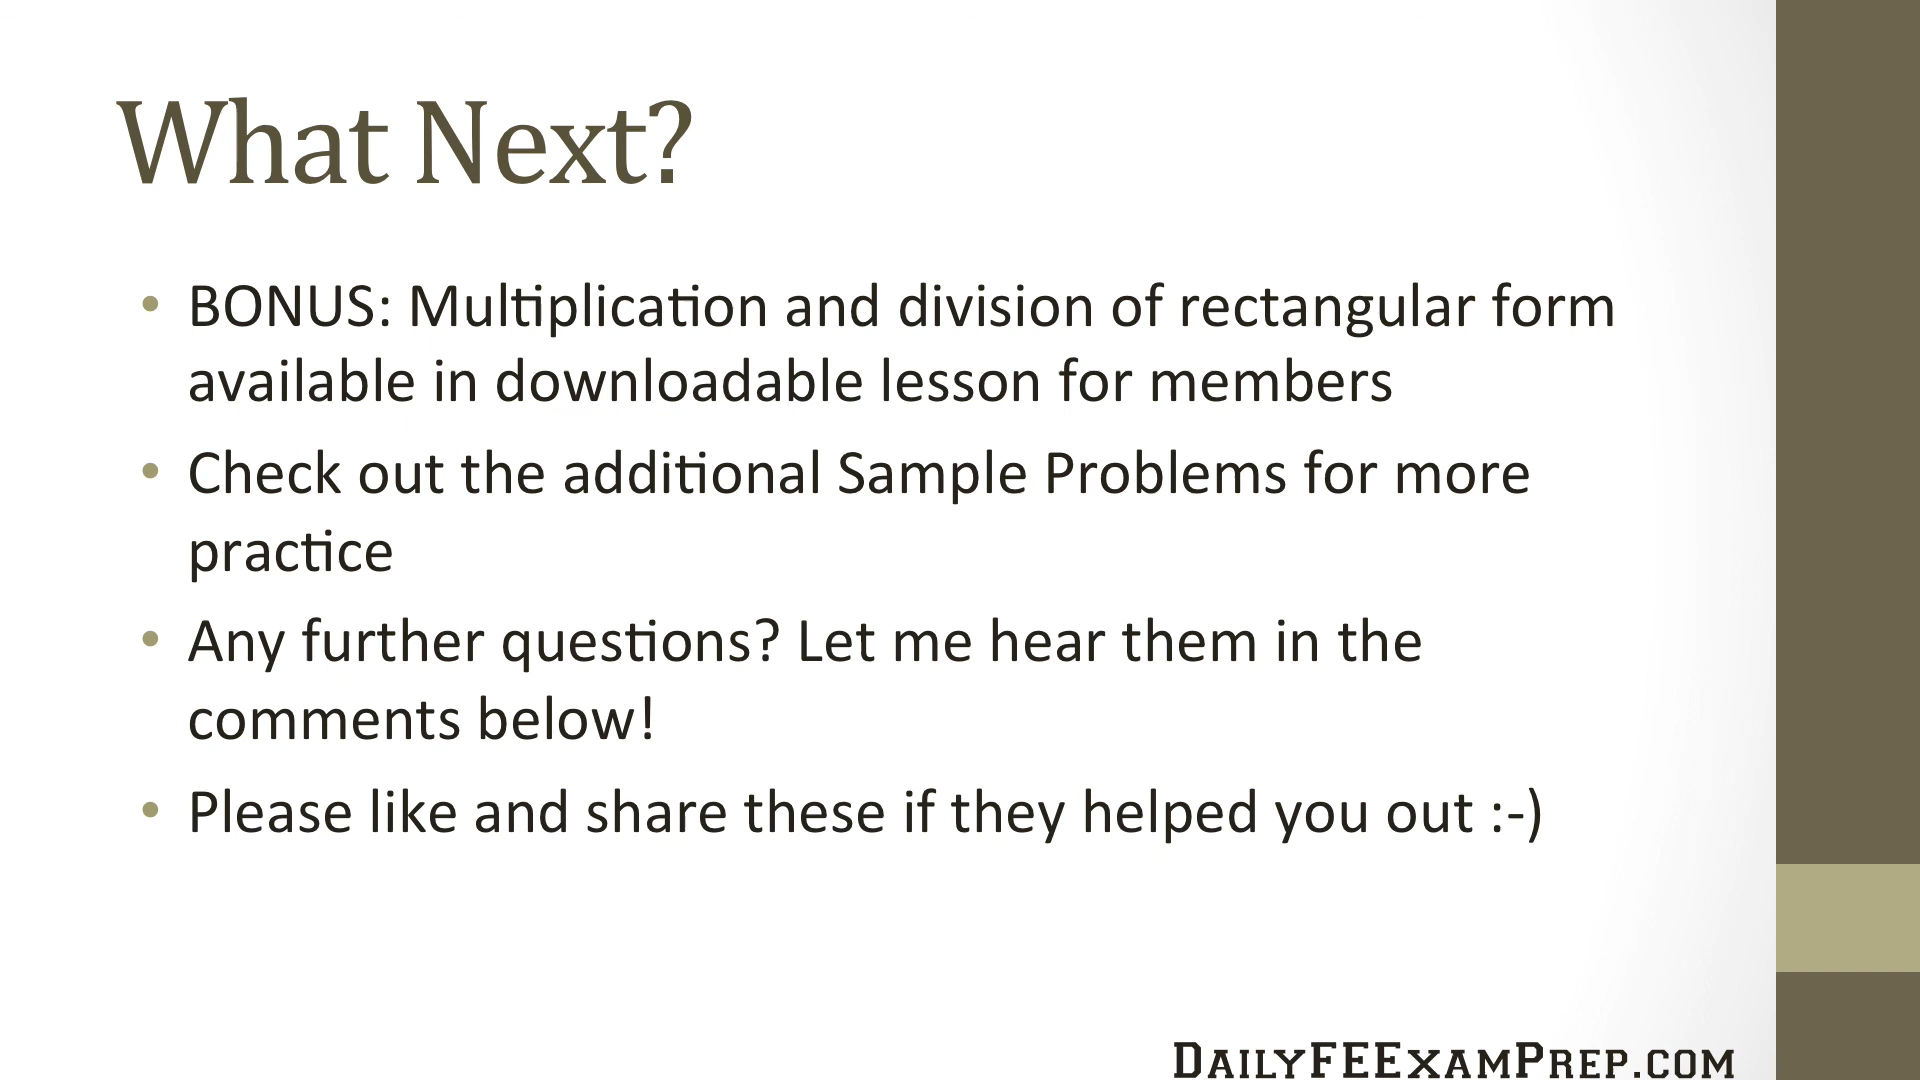 What Next?
• BONUS: Multiplication and division of rectangular form
available in downloadable lesson for members
• Check out the additional Sample Problems for more
practice
• Any further questions? Let me hear them in the
comments below!
• Please like and share these if they helped you out :-)
DailyFEExamPrep.com